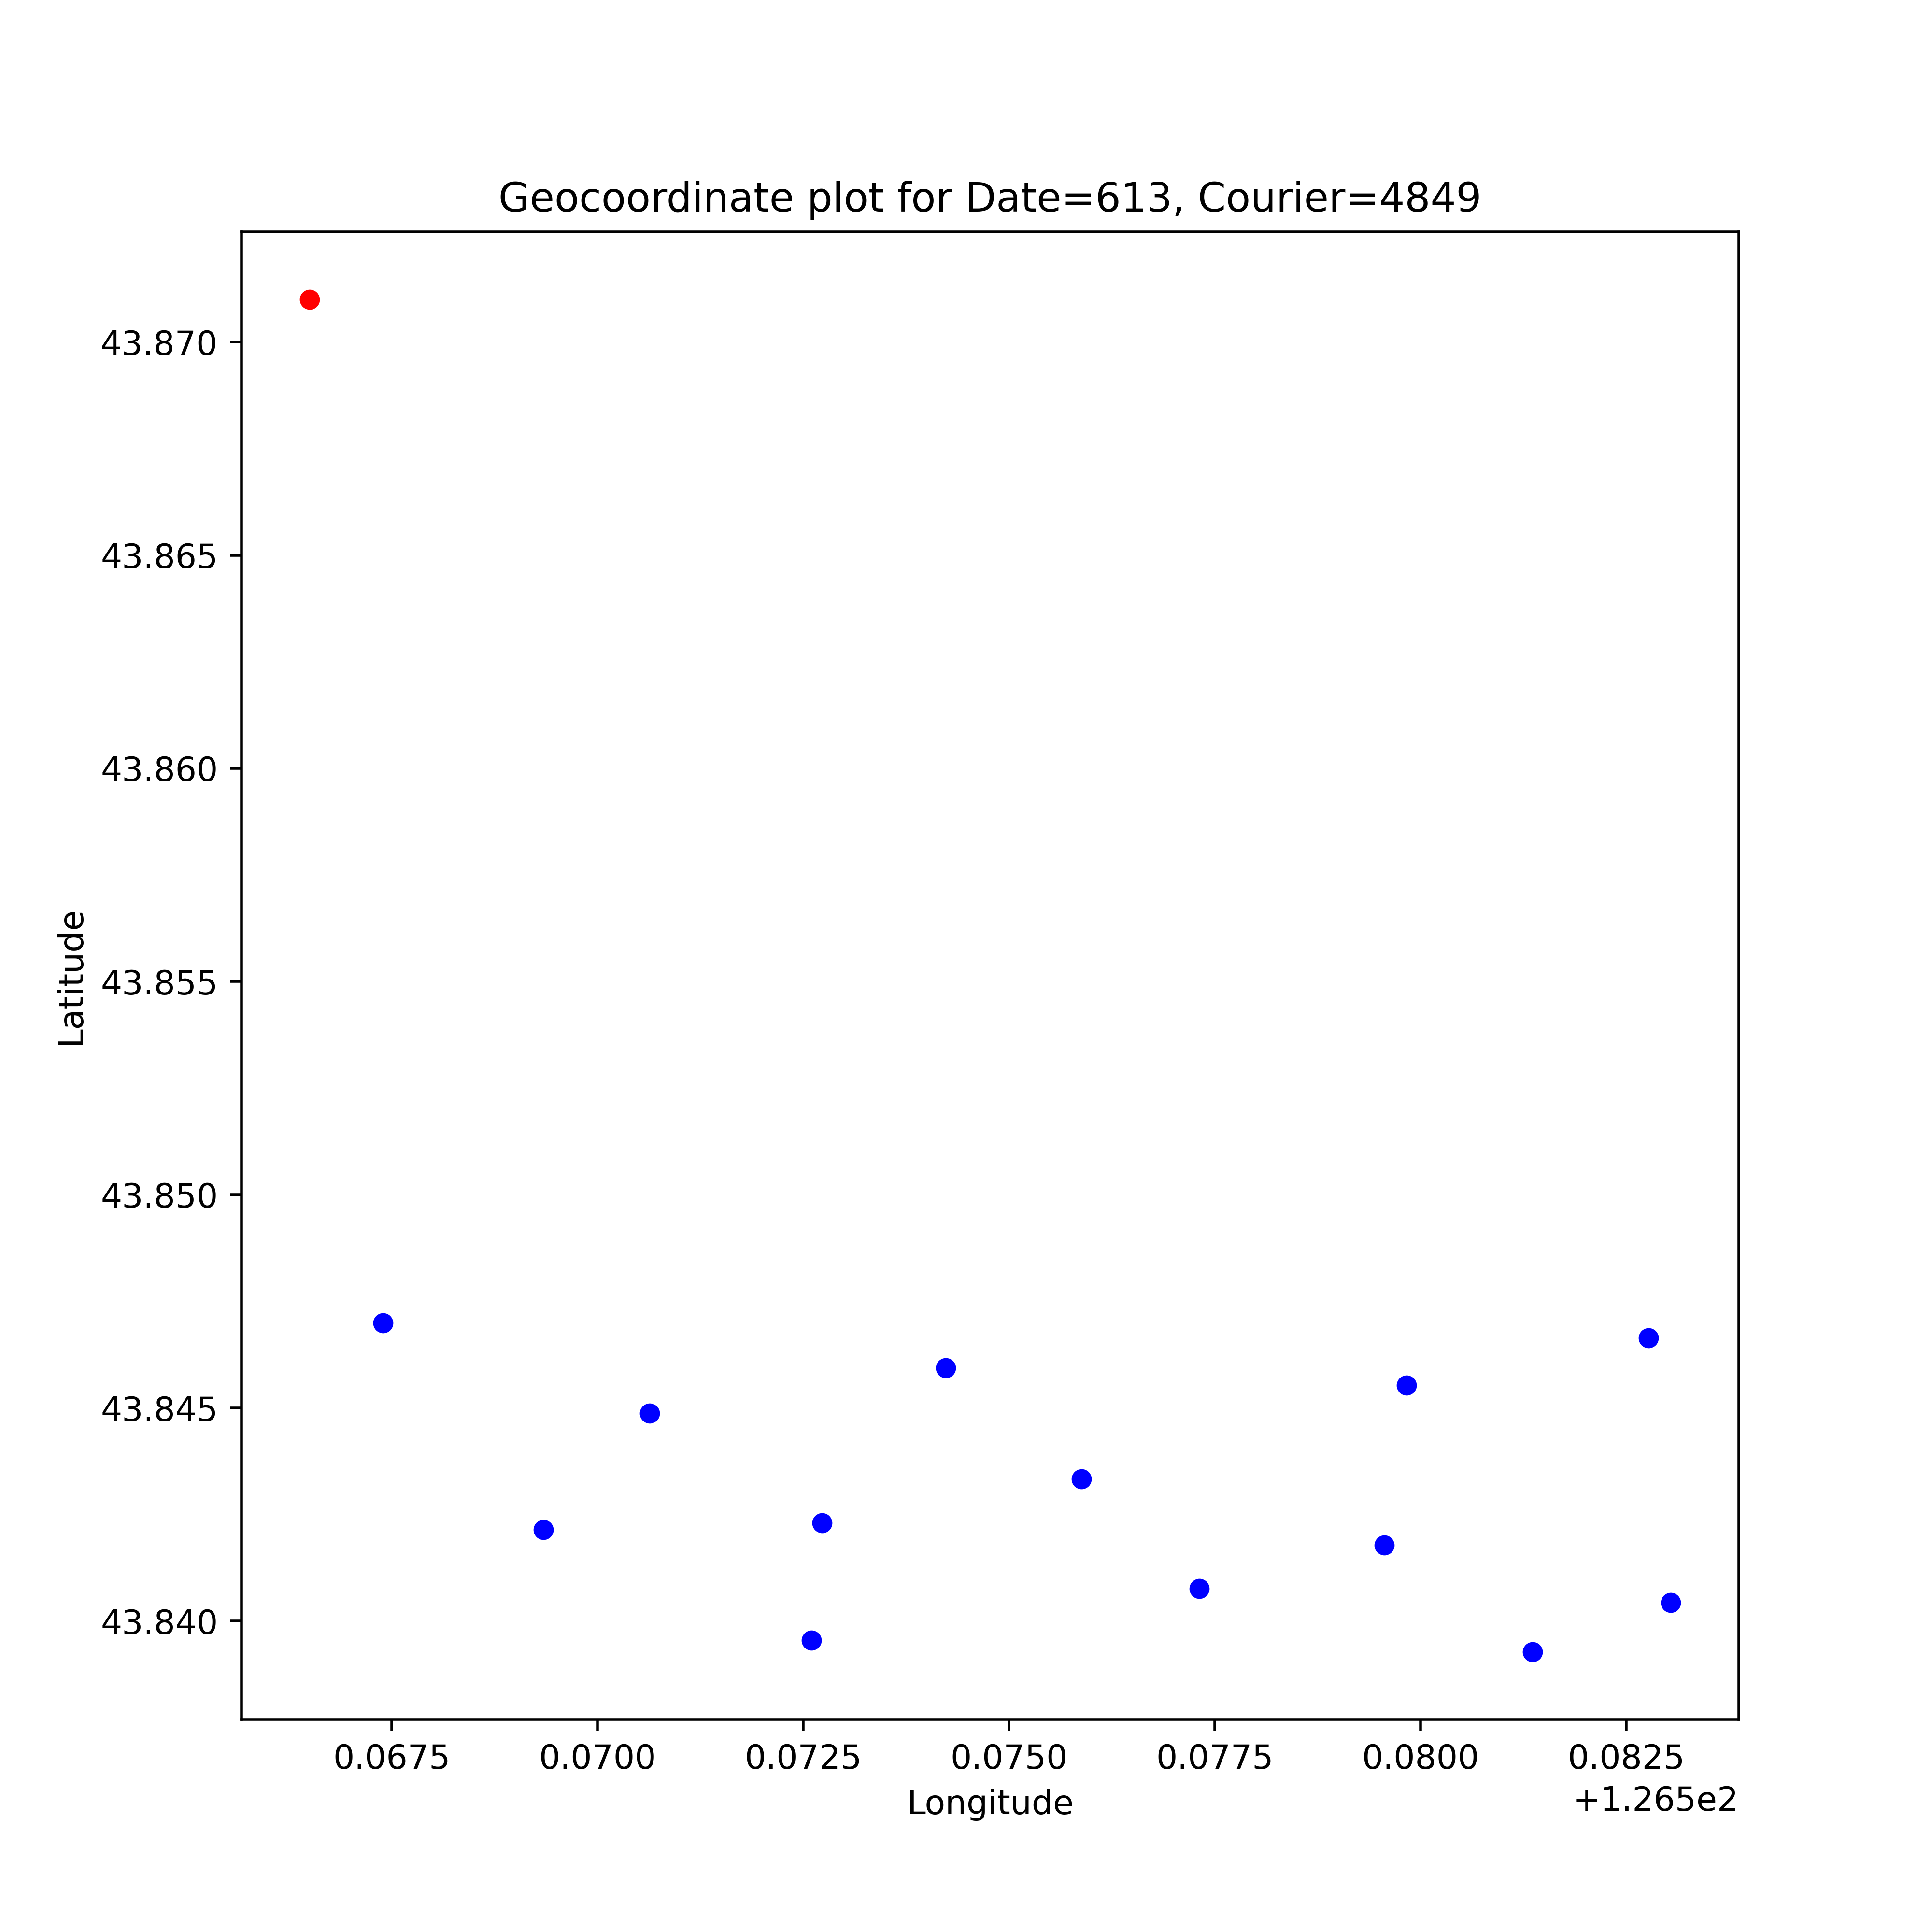 Geocoordinate plot for Date=613, Courier=4849
43.870
43.865
43.860
43.855
43.850
43.845
43.840
Latitude
0.0675 0.0700 0.0725 0.0750 0.0775 0.0800 0.0825
+1.265e2
Longitude